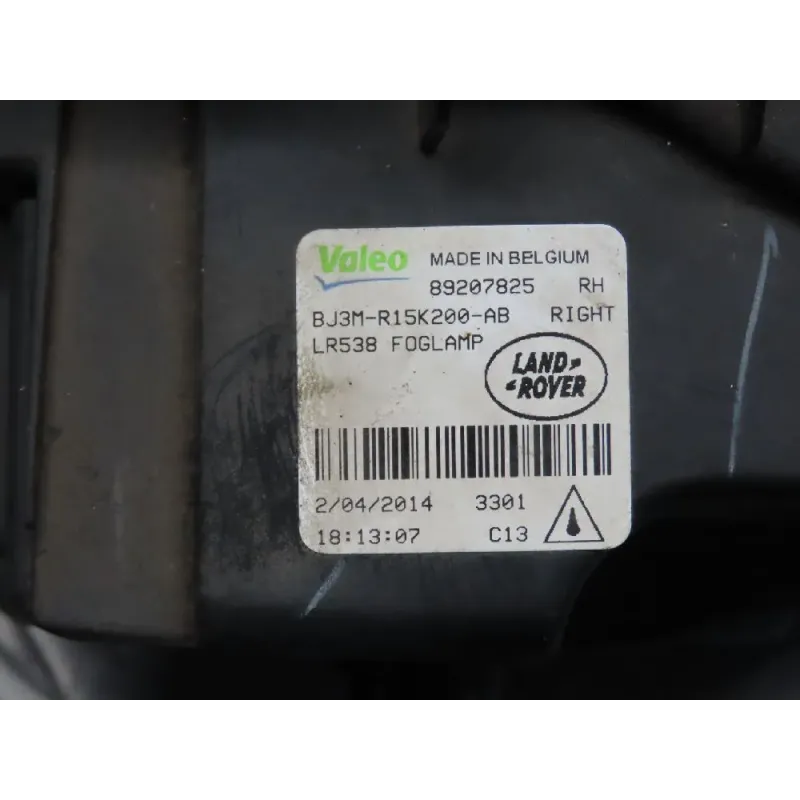 Valeo MADE IN BELGIUM
89207825 RH
BJ3M-R15K200-AB RIGHT
LR538 FOGLAMP
LAND
ROVER
2/04/2014 3301
18:13:07 C13